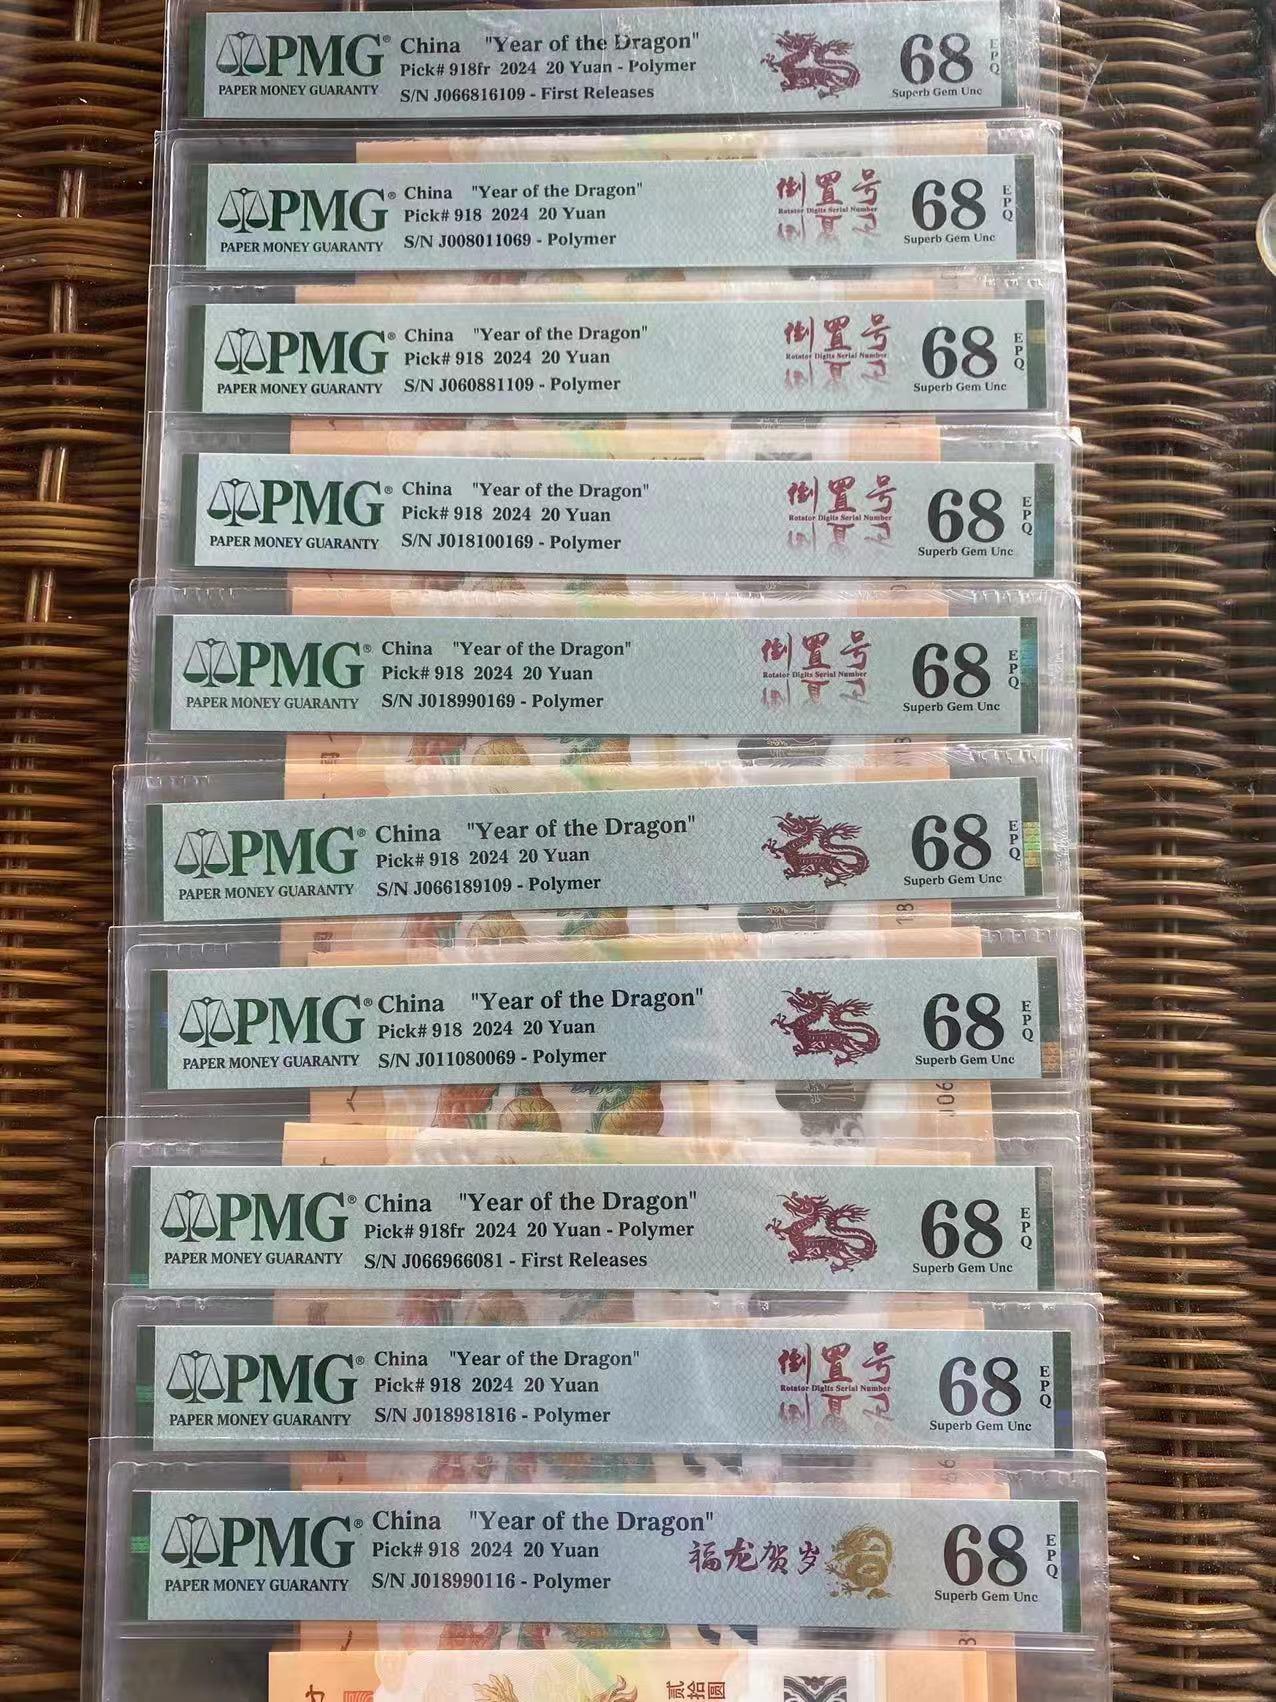 PMG®
PAPER MONEY GUARANTY
China "Year of the Dragon"
Pick# 918fr 2024 20 Yuan - Polymer
S/N J066816109 - First Releases
68
Superb Gem Unc
EPQ
PMG®
PAPER MONEY GUARANTY
China "Year of the Dragon"
Pick# 918 2024 20 Yuan
S/N J008011069 - Polymer
倒置号
Rotator Digits Serial Number
68
Superb Gem Unc
EPQ
PMG®
PAPER MONEY GUARANTY
China "Year of the Dragon"
Pick# 918 2024 20 Yuan
S/N J060881109 - Polymer
倒置号
Rotator Digits Serial Number
68
Superb Gem Unc
EPQ
PMG®
PAPER MONEY GUARANTY
China "Year of the Dragon"
Pick# 918 2024 20 Yuan
S/N J018100169 - Polymer
倒置号
Rotator Digits Serial Number
68
Superb Gem Unc
EPQ
PMG®
PAPER MONEY GUARANTY
China "Year of the Dragon"
Pick# 918 2024 20 Yuan
S/N J018990169 - Polymer
倒置号
Rotator Digits Serial Number
68
Superb Gem Unc
EPQ
PMG®
PAPER MONEY GUARANTY
China "Year of the Dragon"
Pick# 918 2024 20 Yuan
S/N J066189109 - Polymer
68
Superb Gem Unc
EPQ
PMG®
PAPER MONEY GUARANTY
China "Year of the Dragon"
Pick# 918 2024 20 Yuan
S/N J011080069 - Polymer
68
Superb Gem Unc
EPQ
PMG®
PAPER MONEY GUARANTY
China "Year of the Dragon"
Pick# 918fr 2024 20 Yuan - Polymer
S/N J066966081 - First Releases
68
Superb Gem Unc
EPQ
PMG®
PAPER MONEY GUARANTY
China "Year of the Dragon"
Pick# 918 2024 20 Yuan
S/N J018981816 - Polymer
倒置号
Rotator Digits Serial Number
68
Superb Gem Unc
EPQ
PMG®
PAPER MONEY GUARANTY
China "Year of the Dragon"
Pick# 918 2024 20 Yuan
S/N J018990116 - Polymer
福龙贺岁
68
Superb Gem Unc
EPQ
贰拾圆